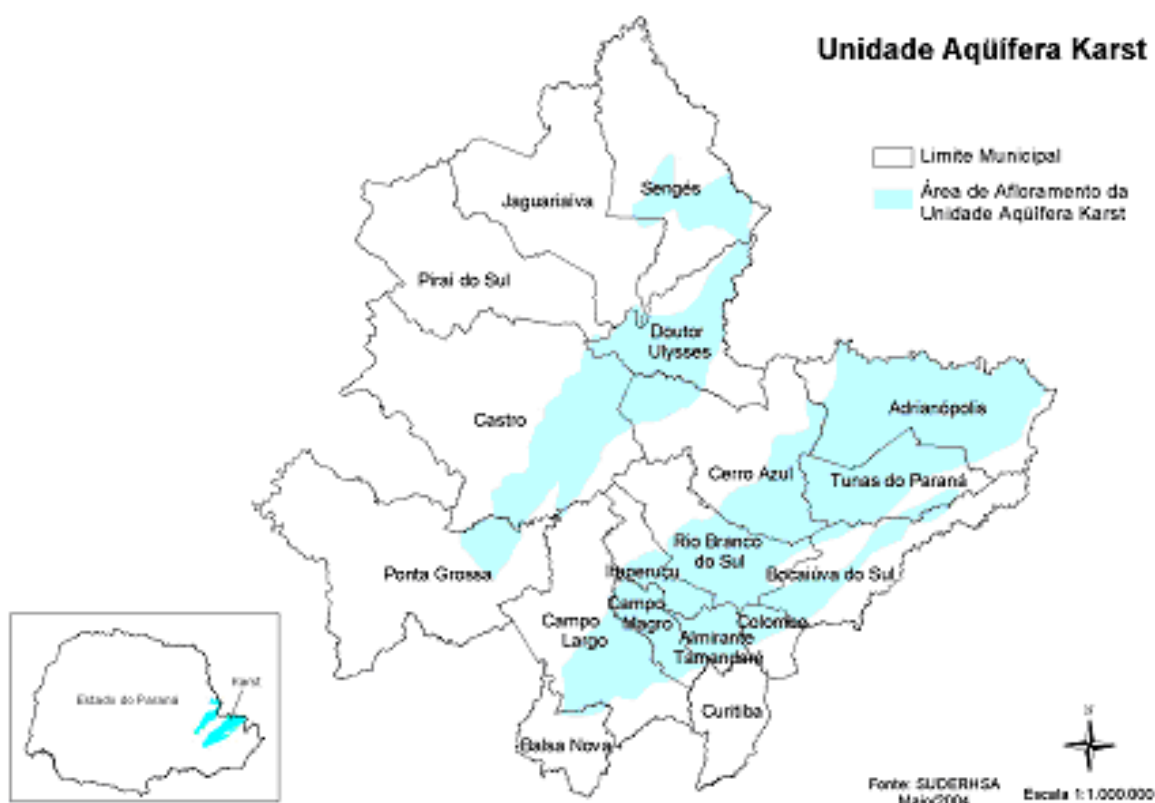 Unidade Aqüífera Karst
Limite Municipal
Área de Afloramento da
Unidade Aqüífera Karst
Sengés
Jaguariaíva
Piraí do Sul
Doutor
Ulysses
Castro
Adrianópolis
Cerro Azul
Tunas do Paraná
Rio Branco
do Sul
Ponta Grossa
Itaperuçu
Bocaiúva do Sul
Campo
Magro
Campo
Largo
Colombo
Almirante
Tamandaré
Curitiba
Balsa Nova
Karst
Estado do Paraná
N
Fonte: SUDERHSA
Maio/2004
Escala 1:1.000.000